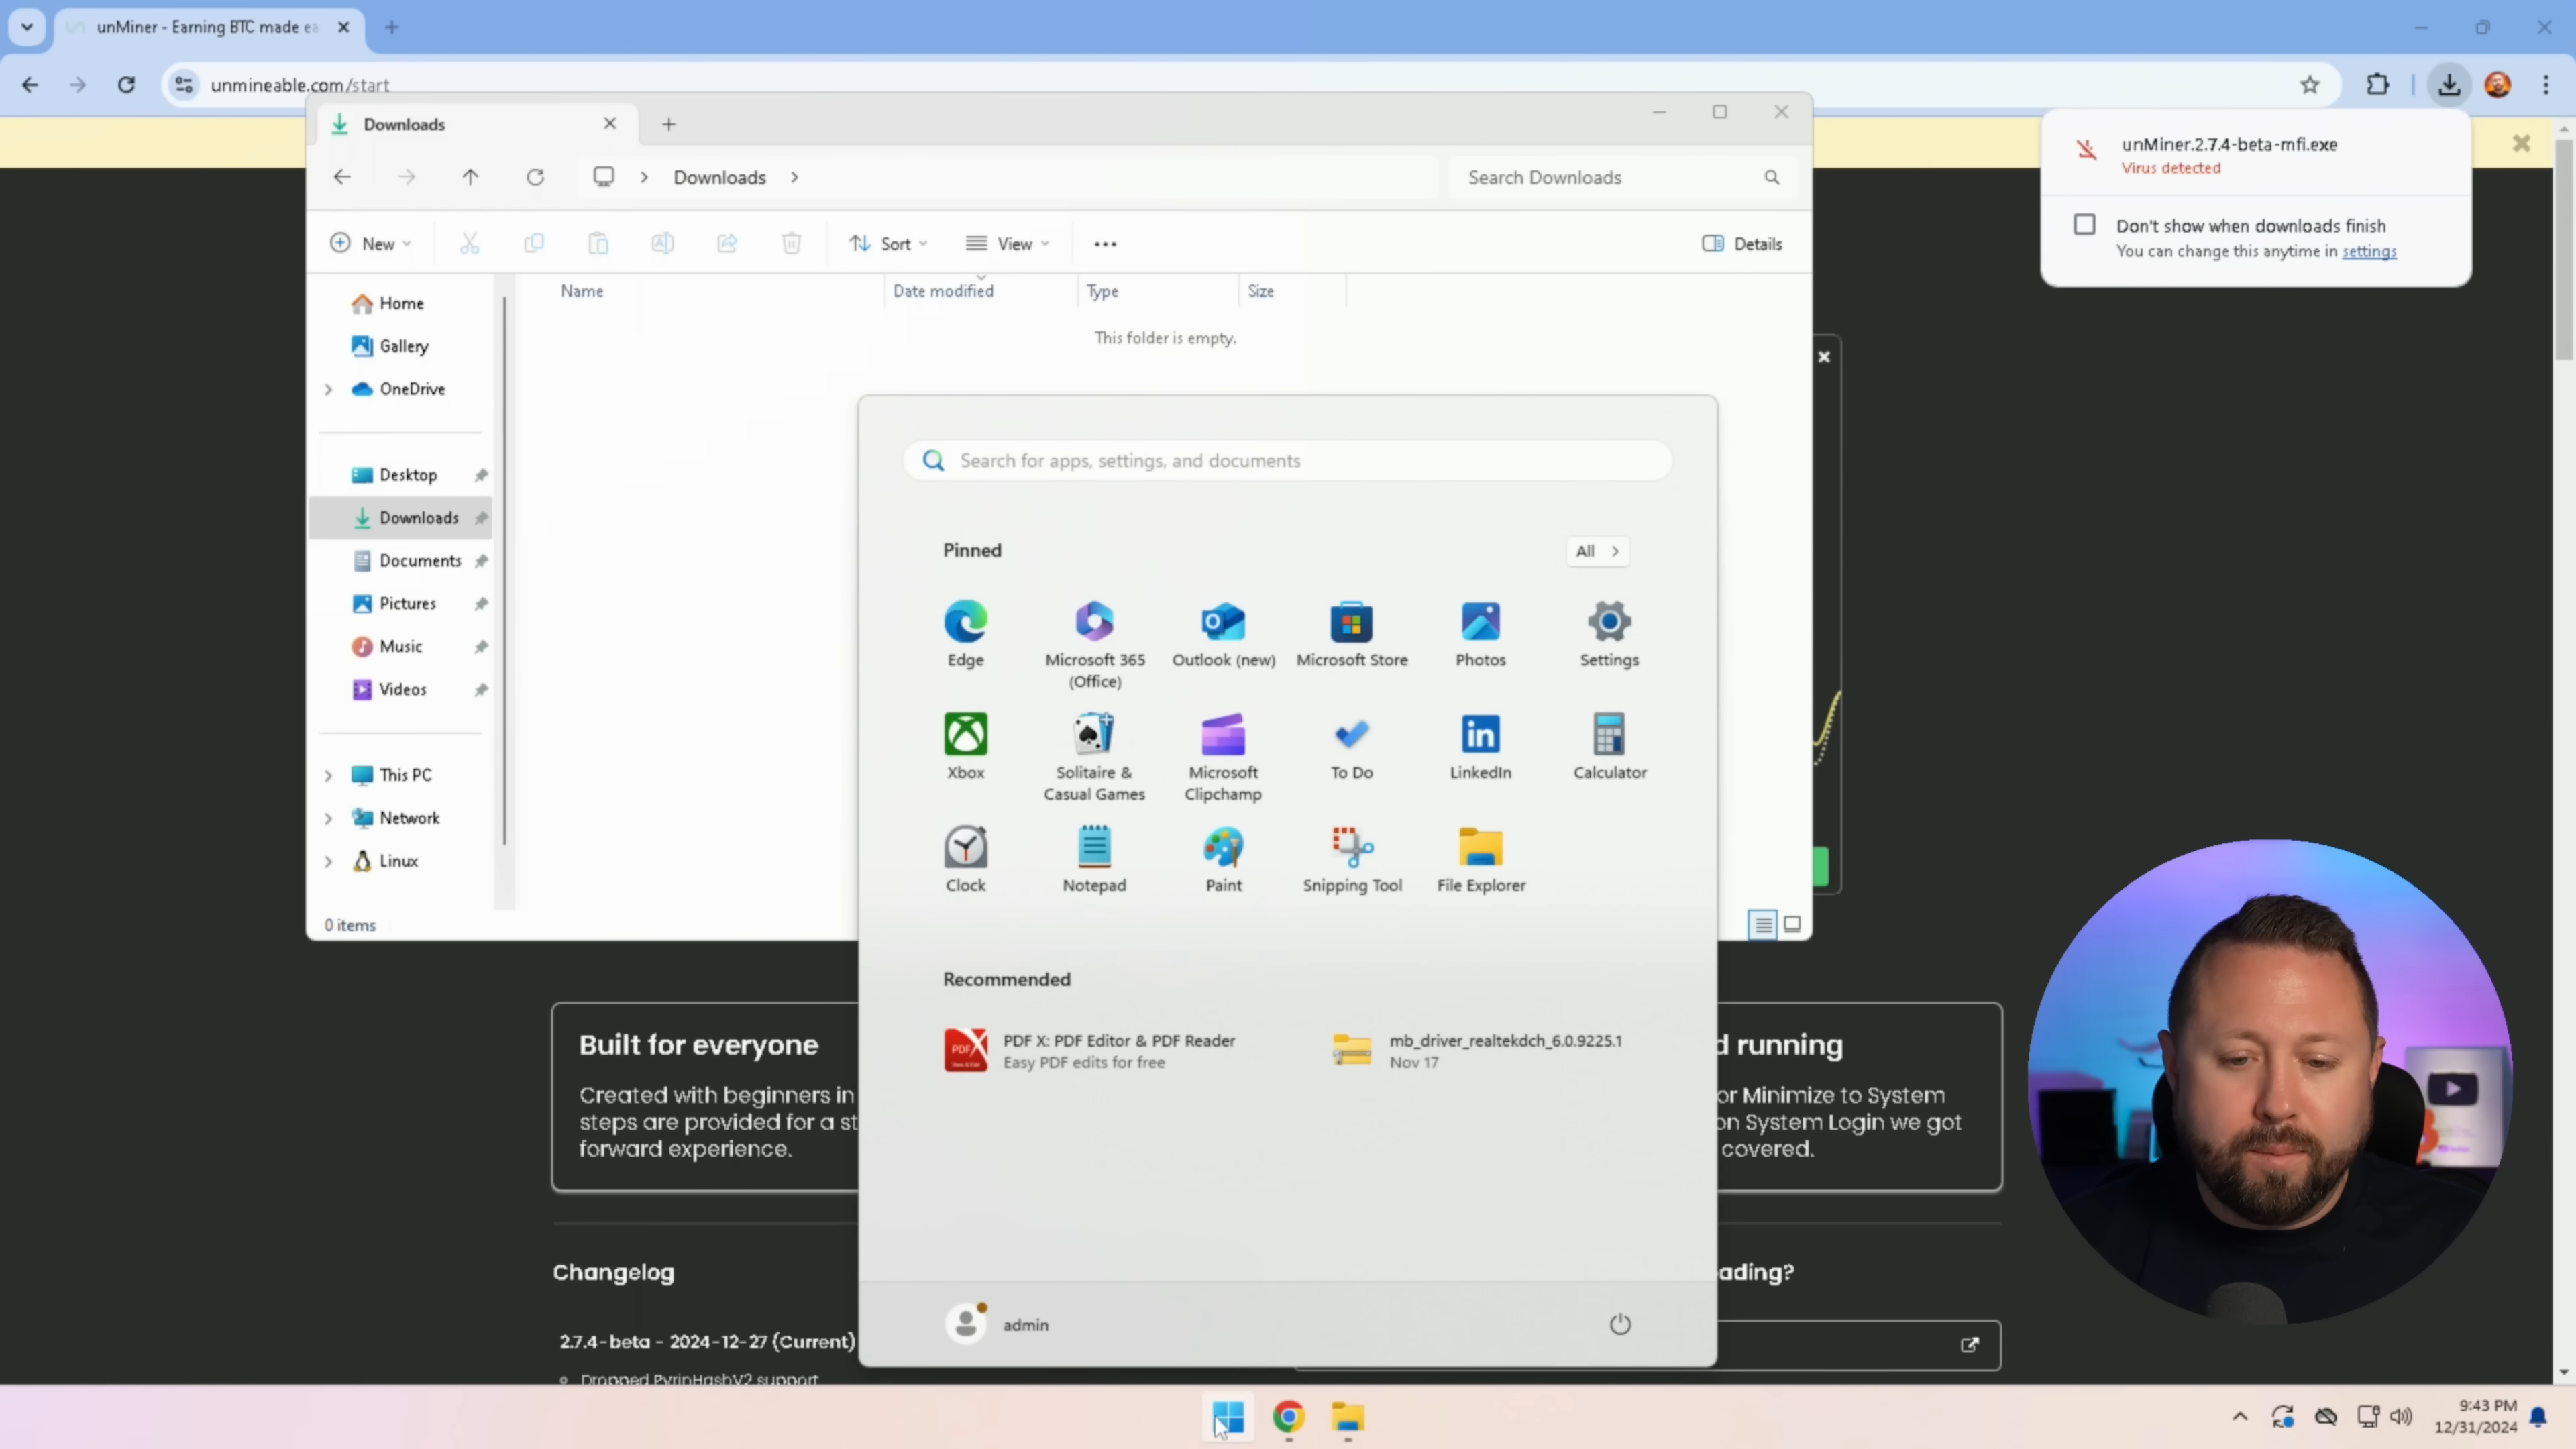 unMiner - Earning BTC made ea
unmineable.com/start
unMiner.2.7.4-beta-mfi.exe
Virus detected
Don't show when downloads finish
You can change this anytime in settings
Downloads
Downloads
Search Downloads
New
Sort
View
Details
Name
Date modified
Type
Size
This folder is empty.
Home
Gallery
OneDrive
Desktop
Downloads
Documents
Pictures
Music
Videos
This PC
Network
Linux
0 items
Search for apps, settings, and documents
Pinned
All
Edge
Microsoft 365
(Office)
Outlook (new)
Microsoft Store
Photos
Settings
Xbox
Solitaire &
Casual Games
Microsoft
Clipchamp
To Do
LinkedIn
Calculator
Clock
Notepad
Paint
Snipping Tool
File Explorer
Recommended
PDF X: PDF Editor & PDF Reader
Easy PDF edits for free
mb_driver_realtekdch_6.0.9225.1
Nov 17
admin
Built for everyone
Created with beginners in
steps are provided for a st
forward experience.
d running
or Minimize to System
on System Login we got
covered.
Changelog
ading?
2.7.4-beta - 2024-12-27 (Current)
Dropped PyrinHashV2 support
9:43 PM
12/31/2024